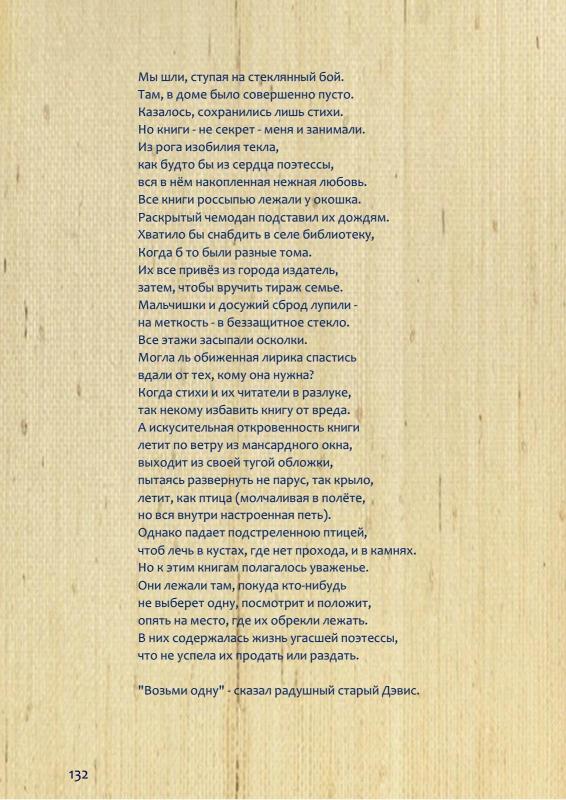 Мы шли, ступая на стеклянный бой.
Там, в доме было совершенно пусто.
Казалось, сохранились лишь стихи.
Но книги - не секрет - меня и занимали.
Из рога изобилия текла,
как будто бы из сердца поэтессы,
вся в нём накопленная нежная любовь.
Все книги россыпью лежали у окошка.
Раскрытый чемодан подставил их дождям.
Хватило бы снабдить в селе библиотеку,
Когда б то были разные тома.
Их все привёз из города издатель,
затем, чтобы вручить тираж семье.
Мальчишки и досужий сброд лупили -
на меткость - в беззащитное стекло.
Все этажи засыпали осколки.
Могла ль обиженная лирика спастись
вдали от тех, кому она нужна?
Когда стихи и их читатели в разлуке,
так некому избавить книгу от вреда.
А искусительная откровенность книги
летит по ветру из мансардного окна,
выходит из своей тугой обложки,
пытаясь развернуть не парус, так крыло,
летит, как птица (молчаливая в полёте,
но вся внутри настроенная петь).
Однако падает подстреленною птицей,
чтоб лечь в кустах, где нет прохода, и в камнях.
Но к этим книгам полагалось уваженье.
Они лежали там, покуда кто-нибудь
не выберет одну, посмотрит и положит,
опять на место, где их обрекли лежать.
В них содержалась жизнь угасшей поэтессы,
что не успела их продать или раздать.
"Возьми одну" - сказал радушный старый Дэвис.
132